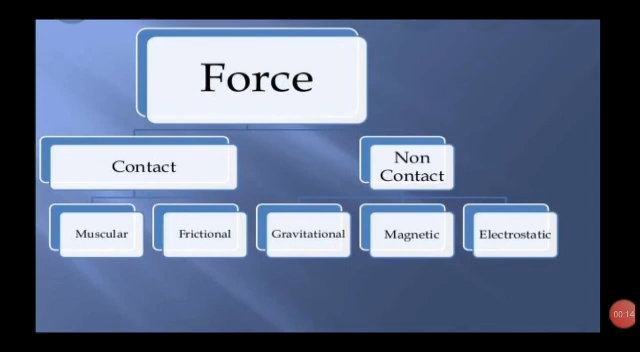 Force
Contact
Non
Contact
Muscular
Frictional
Gravitational
Magnetic
Electrostatic
00:14